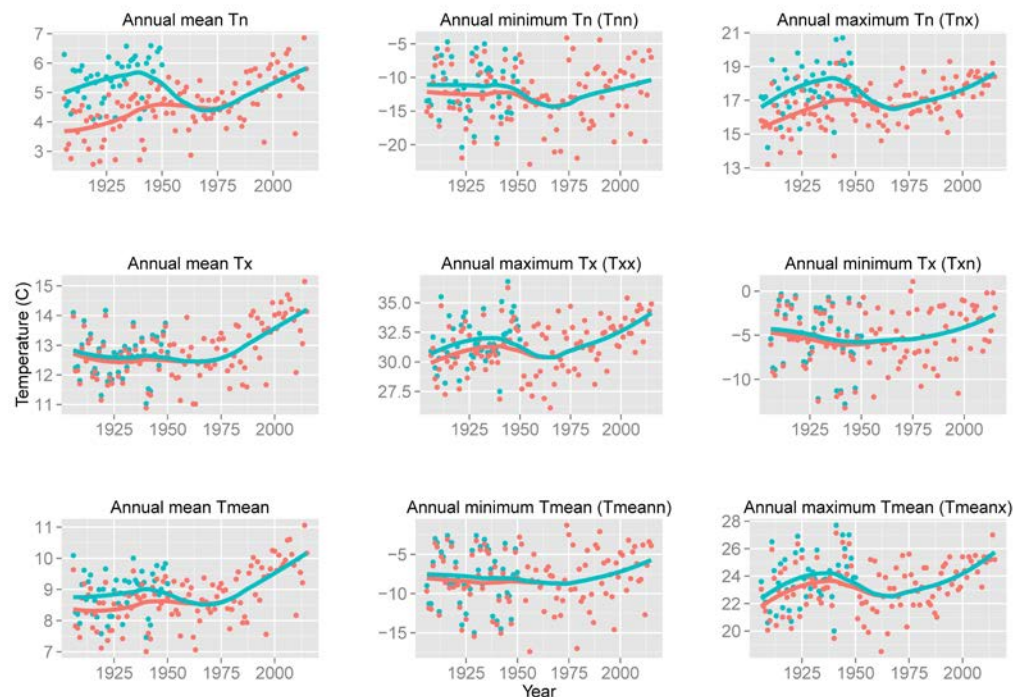 Annual mean Tn
Annual minimum Tn (Tnn)
Annual maximum Tn (Tnx)
7
6
5
4
3
−5
−10
−15
−20
21
19
17
15
13
1925 1950 1975 2000
1925 1950 1975 2000
1925 1950 1975 2000
Annual mean Tx
Annual maximum Tx (Txx)
Annual minimum Tx (Txn)
Temperature (C)
15
14
13
12
11
35.0
32.5
30.0
27.5
0
−5
−10
1925 1950 1975 2000
1925 1950 1975 2000
1925 1950 1975 2000
Annual mean Tmean
Annual minimum Tmean (Tmeann)
Annual maximum Tmean (Tmeanx)
11
10
9
8
7
−5
−10
−15
28
26
24
22
20
1925 1950 1975 2000
1925 1950 1975 2000
1925 1950 1975 2000
Year